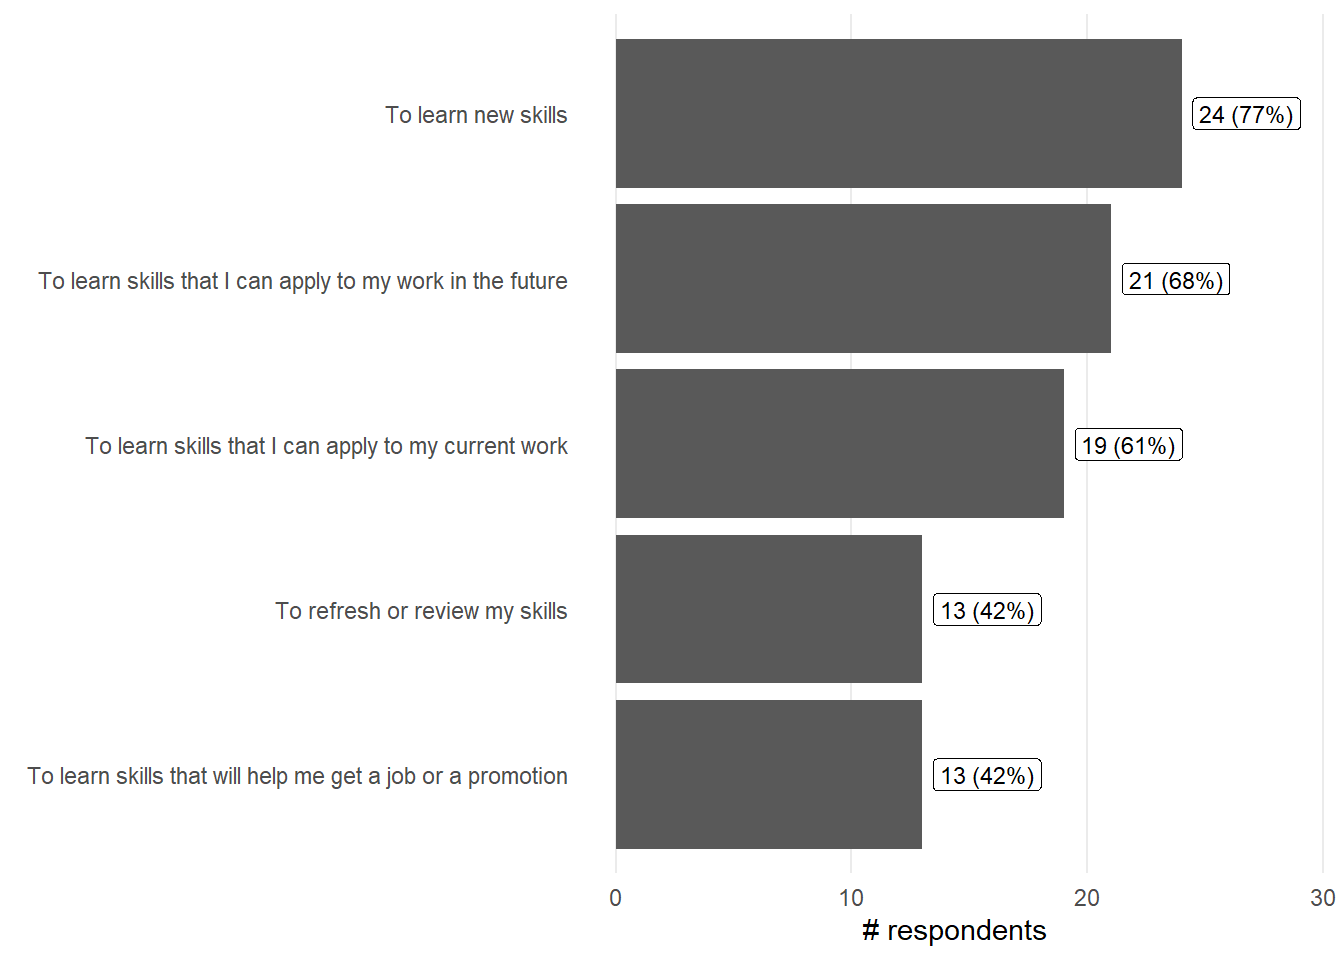 To learn new skills
24 (77%)
To learn skills that I can apply to my work in the future
21 (68%)
To learn skills that I can apply to my current work
19 (61%)
To refresh or review my skills
13 (42%)
To learn skills that will help me get a job or a promotion
13 (42%)
0 10 20 30
# respondents